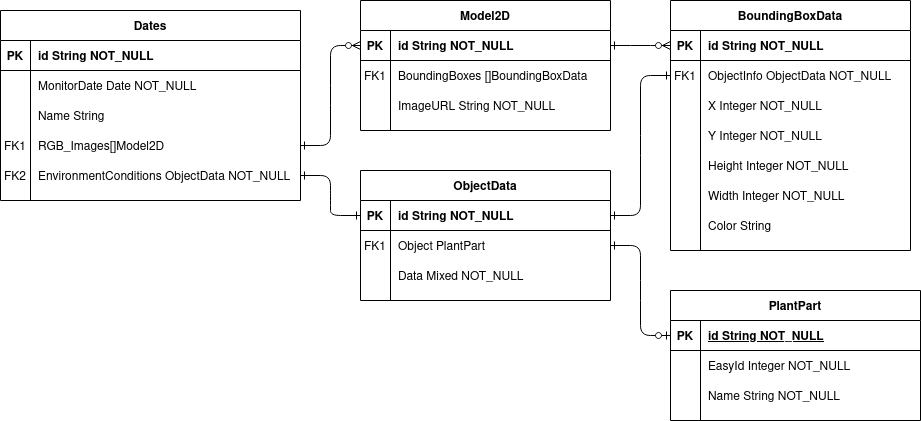 Dates
PK id String NOT_NULL
MonitorDate Date NOT_NULL
Name String
FK1 RGB_Images[]Model2D
FK2 EnvironmentConditions ObjectData NOT_NULL
Model2D
PK id String NOT_NULL
FK1 BoundingBoxes []BoundingBoxData
ImageURL String NOT_NULL
ObjectData
PK id String NOT_NULL
FK1 Object PlantPart
Data Mixed NOT_NULL
BoundingBoxData
PK id String NOT_NULL
FK1 ObjectInfo ObjectData NOT_NULL
X Integer NOT_NULL
Y Integer NOT_NULL
Height Integer NOT_NULL
Width Integer NOT_NULL
Color String
PlantPart
PK id String NOT_NULL
EasyId Integer NOT_NULL
Name String NOT_NULL